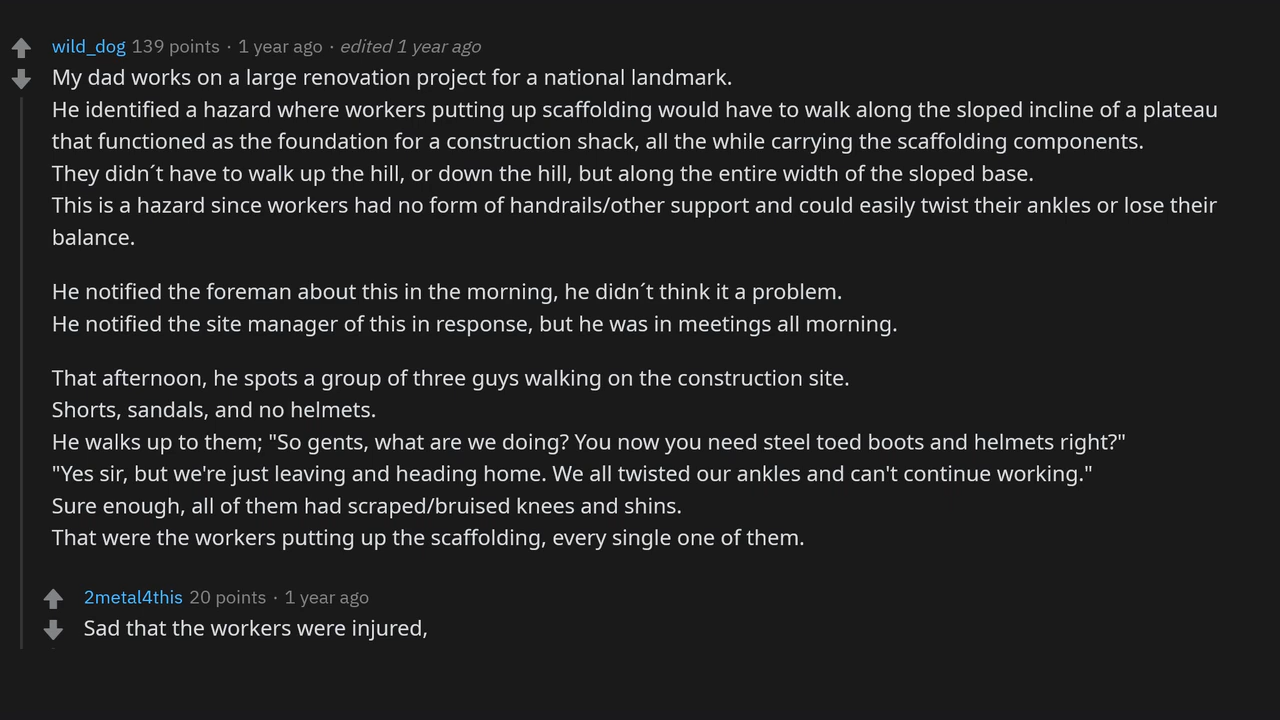 wild_dog 139 points · 1 year ago · edited 1 year ago
My dad works on a large renovation project for a national landmark.
He identified a hazard where workers putting up scaffolding would have to walk along the sloped incline of a plateau
that functioned as the foundation for a construction shack, all the while carrying the scaffolding components.
They didn´t have to walk up the hill, or down the hill, but along the entire width of the sloped base.
This is a hazard since workers had no form of handrails/other support and could easily twist their ankles or lose their
balance.
He notified the foreman about this in the morning, he didn´t think it a problem.
He notified the site manager of this in response, but he was in meetings all morning.
That afternoon, he spots a group of three guys walking on the construction site.
Shorts, sandals, and no helmets.
He walks up to them; "So gents, what are we doing? You now you need steel toed boots and helmets right?"
"Yes sir, but we're just leaving and heading home. We all twisted our ankles and can't continue working."
Sure enough, all of them had scraped/bruised knees and shins.
That were the workers putting up the scaffolding, every single one of them.
2metal4this 20 points · 1 year ago
Sad that the workers were injured,